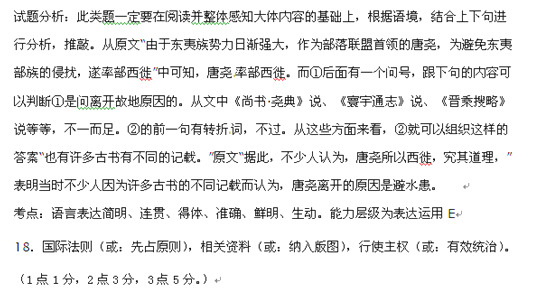 试题分析：此类题一定要在阅读并整体感知大体内容的基础上，根据语境，结合上下句进
行分析，推敲。从原文“由于东夷族势力日渐强大，作为部落联盟首领的唐尧，为避免东夷
部族的侵扰，遂率部西徙”中可知，唐尧率部西徙。而①后面有一个问号，跟下句的内容可
以判断①是问离开故地原因的。从文中《尚书·尧典》说、《寰宇通志》说、《晋乘搜略》
说等等，不一而足。②的前一句有转折词，不过。从这些方面来看，②就可以组织这样的
答案“也有许多古书有不同的记载。”原文“据此，不少人认为，唐尧所以西徙，究其道理，”
表明当时不少人因为许多古书的不同记载而认为，唐尧离开的原因是避水患。
考点：语言表达简明、连贯、得体、准确、鲜明、生动。能力层级为表达运用 E
18．国际法则（或：先占原则），相关资料（或：纳入版图），行使主权（或：有效统治）。
（1 点 1 分，2 点 3 分，3 点 5 分。）